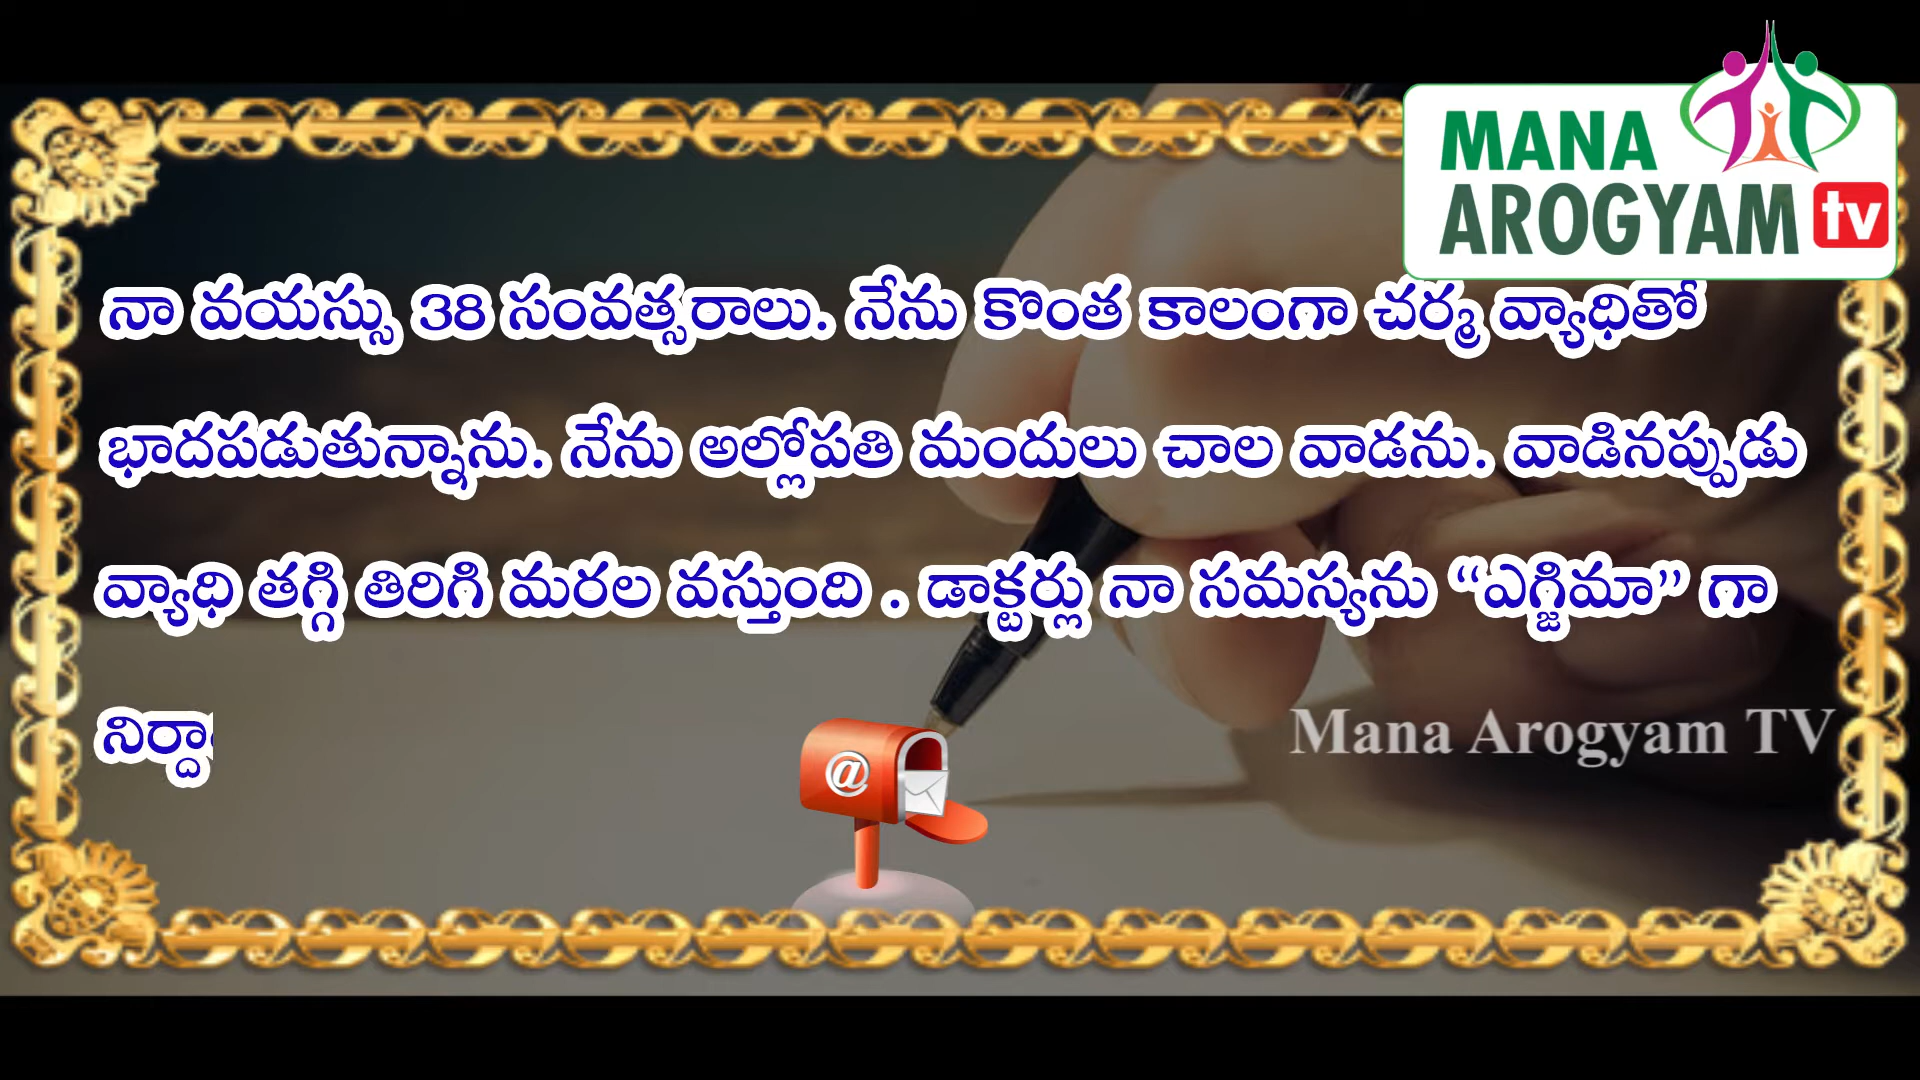 MANA
AROGYAM tv
నా వయస్సు 38 సంవత్సరాలు. నేను కొంత కాలంగా చర్మ వ్యాధితో
భాదపడుతున్నాను. నేను అల్లోపతి మందులు చాల వాడను. వాడినప్పుడు
వ్యాధి తగ్గి తిరిగి మరల వస్తుంది . డాక్టర్లు నా సమస్యను “ఎగ్జిమా” గా
Mana Arogyam TV
@